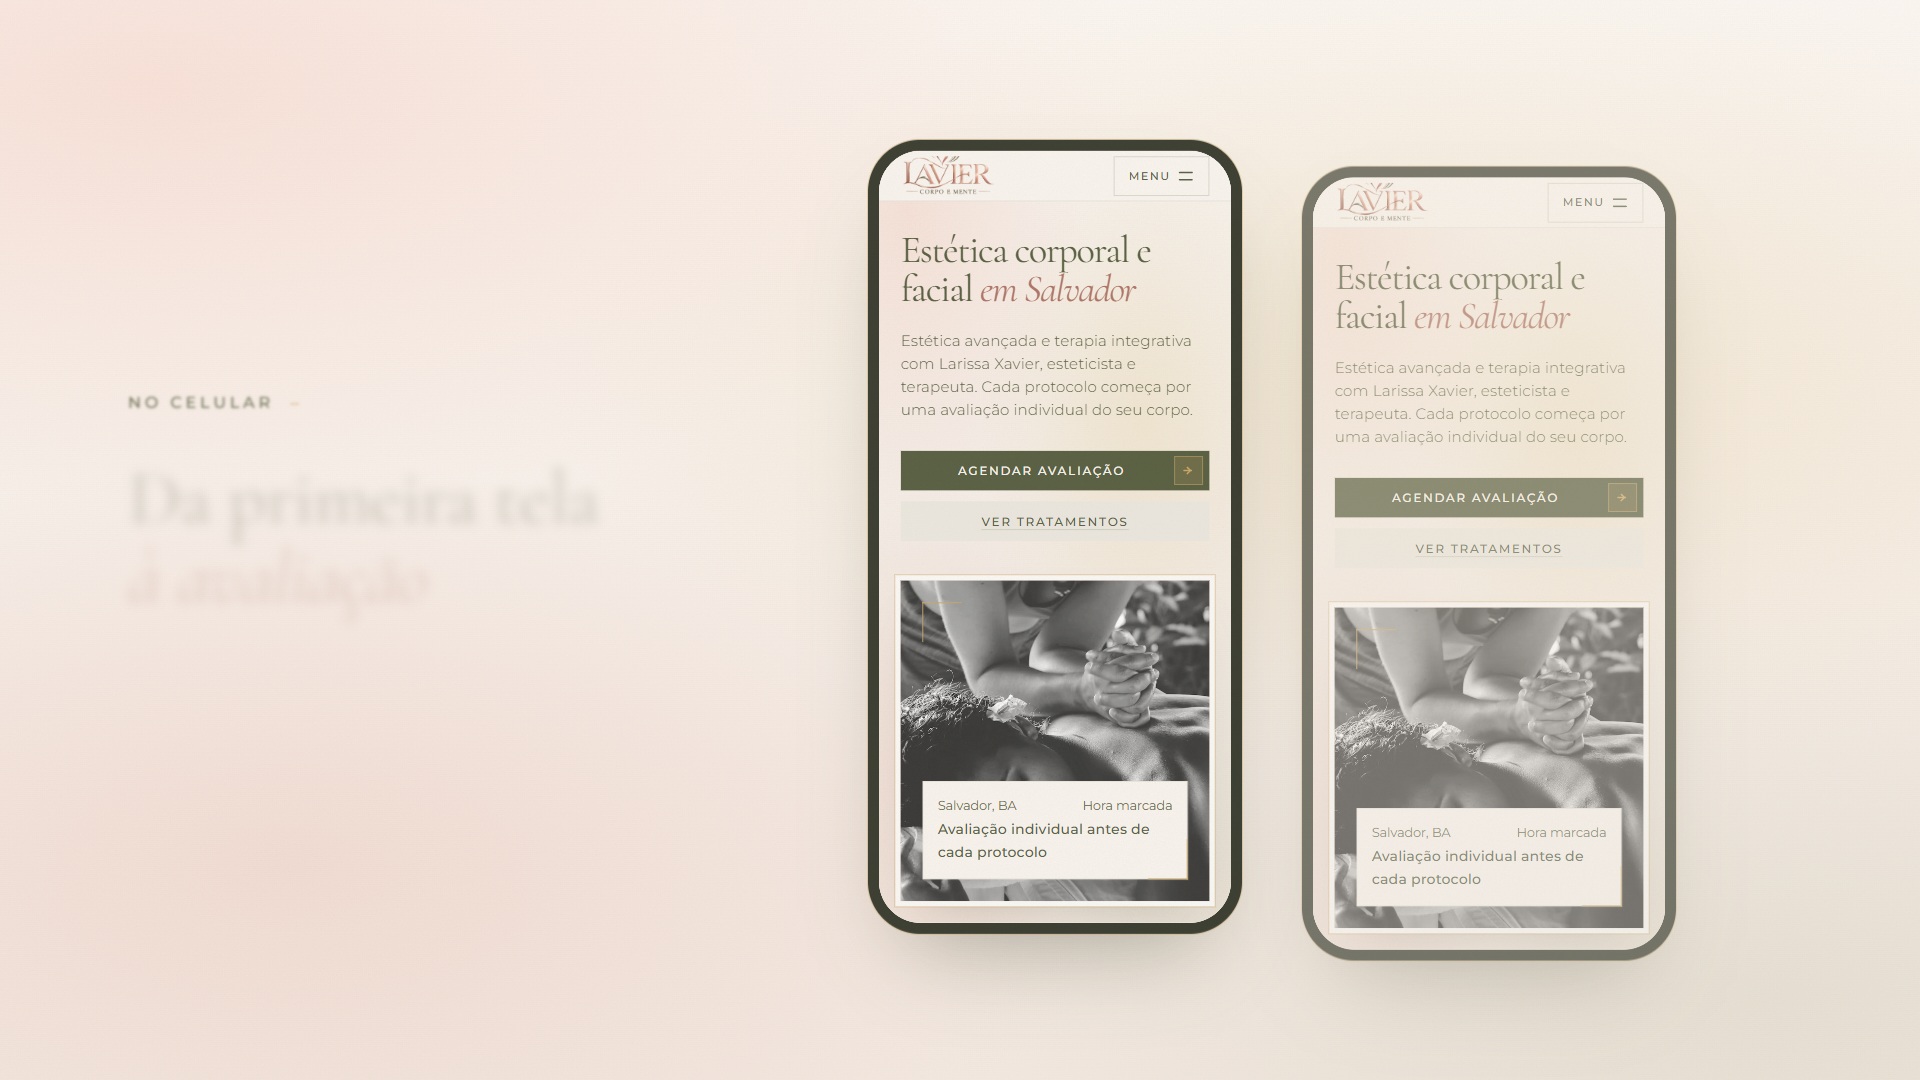 NO CELULAR
Da primeira tela
à avaliação
LAVIER
CORPO E MENTE
MENU
Estética corporal e
facial em Salvador
Estética avançada e terapia integrativa
com Larissa Xavier, esteticista e
terapeuta. Cada protocolo começa por
uma avaliação individual do seu corpo.
AGENDAR AVALIAÇÃO
VER TRATAMENTOS
Salvador, BA
Hora marcada
Avaliação individual antes de
cada protocolo
LAVIER
CORPO E MENTE
MENU
Estética corporal e
facial em Salvador
Estética avançada e terapia integrativa
com Larissa Xavier, esteticista e
terapeuta. Cada protocolo começa por
uma avaliação individual do seu corpo.
AGENDAR AVALIAÇÃO
VER TRATAMENTOS
Salvador, BA
Hora marcada
Avaliação individual antes de
cada protocolo